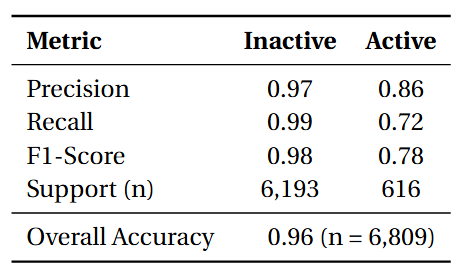 Metric Inactive Active
Precision 0.97 0.86
Recall 0.99 0.72
F1-Score 0.98 0.78
Support (n) 6,193 616
Overall Accuracy 0.96 (n = 6,809)